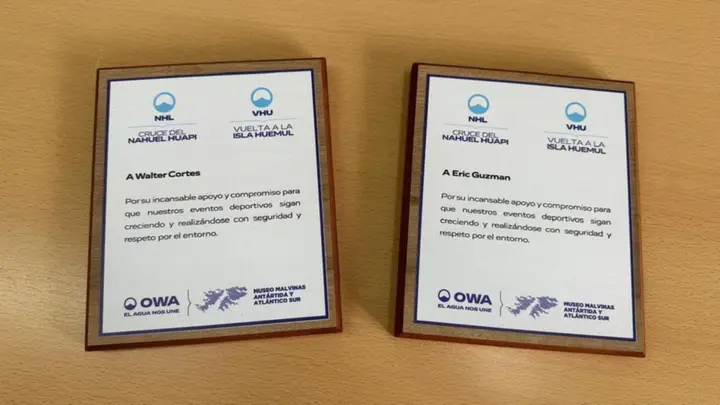 NHL
CRUCE DEL
NAHUEL HUAPI
VHU
VUELTA A LA
ISLA HUEMUL
A Walter Cortes
Por su incansable apoyo y compromiso para
que nuestros eventos deportivos sigan
creciendo y realizándose con seguridad y
respeto por el entorno.
OWA
EL AGUA NOS UNE
MUSEO MALVINAS
ANTÁRTIDA Y
ATLÁNTICO SUR
NHL
CRUCE DEL
NAHUEL HUAPI
VHU
VUELTA A LA
ISLA HUEMUL
A Eric Guzman
Por su incansable apoyo y compromiso para
que nuestros eventos deportivos sigan
creciendo y realizándose con seguridad y
respeto por el entorno.
OWA
EL AGUA NOS UNE
MUSEO MALVINAS
ANTÁRTIDA Y
ATLÁNTICO SUR